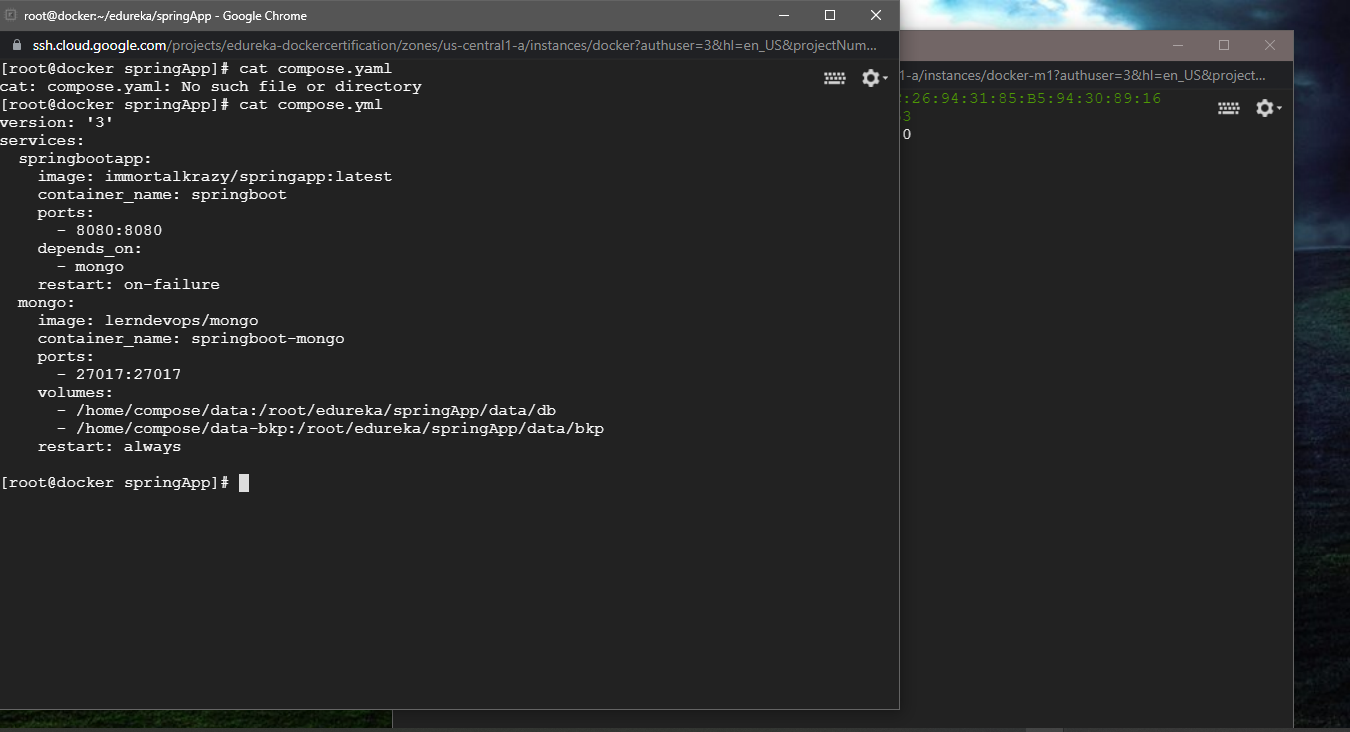 root@docker:~/edureka/springApp - Google Chrome
ssh.cloud.google.com/projects/edureka-dockercertification/zones/us-central1-a/instances/docker?authuser=3&hl=en_US&projectNum...
[root@docker springApp]# cat compose.yaml
cat: compose.yaml: No such file or directory
[root@docker springApp]# cat compose.yml
version: '3'
services:
  springbootapp:
    image: immortalkrazy/springapp:latest
    container_name: springboot
    ports:
      - 8080:8080
    depends_on:
      - mongo
    restart: on-failure
  mongo:
    image: lerndevops/mongo
    container_name: springboot-mongo
    ports:
      - 27017:27017
    volumes:
      - /home/compose/data:/root/edureka/springApp/data/db
      - /home/compose/data-bkp:/root/edureka/springApp/data/bkp
    restart: always
[root@docker springApp]#
1-a/instances/docker-m1?authuser=3&hl=en_US&project...
:26:94:31:85:B5:94:30:89:16
3
0